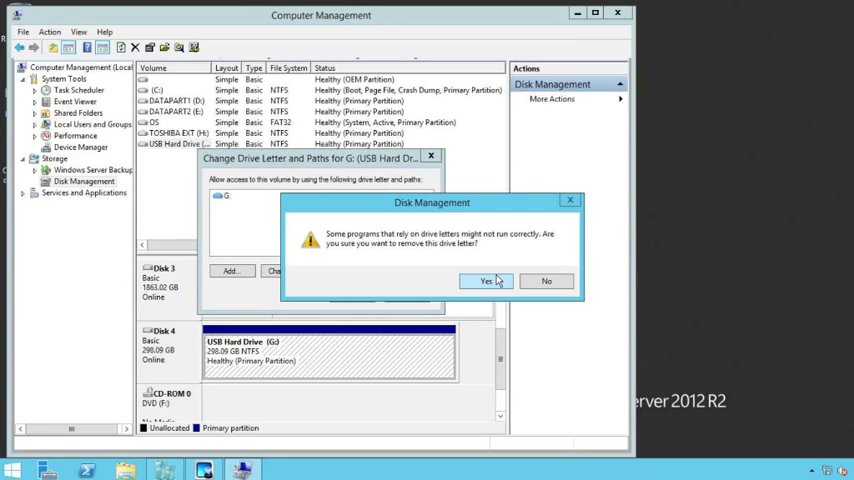 Computer Management
File Action View Help
Computer Management (Local
System Tools
Task Scheduler
Event Viewer
Shared Folders
Local Users and Groups
Performance
Device Manager
Storage
Windows Server Backup
Disk Management
Services and Applications
Volume Layout Type File System Status
Simple Basic Healthy (OEM Partition)
(C:) Simple Basic NTFS Healthy (Boot, Page File, Crash Dump, Primary Partition)
DATAPART1 (D:) Simple Basic NTFS Healthy (Primary Partition)
DATAPART2 (E:) Simple Basic NTFS Healthy (Primary Partition)
OS Simple Basic FAT32 Healthy (System, Active, Primary Partition)
TOSHIBA EXT (H:) Simple Basic NTFS Healthy (Primary Partition)
USB Hard Drive (... Simple Basic NTFS Healthy (Primary Partition)
Actions
Disk Management
More Actions
Change Drive Letter and Paths for G: (USB Hard Dr...
Allow access to this volume by using the following drive letter and paths:
G:
Add...
Cha
Disk Management
Some programs that rely on drive letters might not run correctly. Are
you sure you want to remove this drive letter?
Yes No
Disk 3
Basic
1863.02 GB
Online
Disk 4
Basic
298.09 GB
Online
USB Hard Drive (G:)
298.09 GB NTFS
Healthy (Primary Partition)
CD-ROM 0
DVD (F:)
Unallocated Primary partition
erver 2012 R2